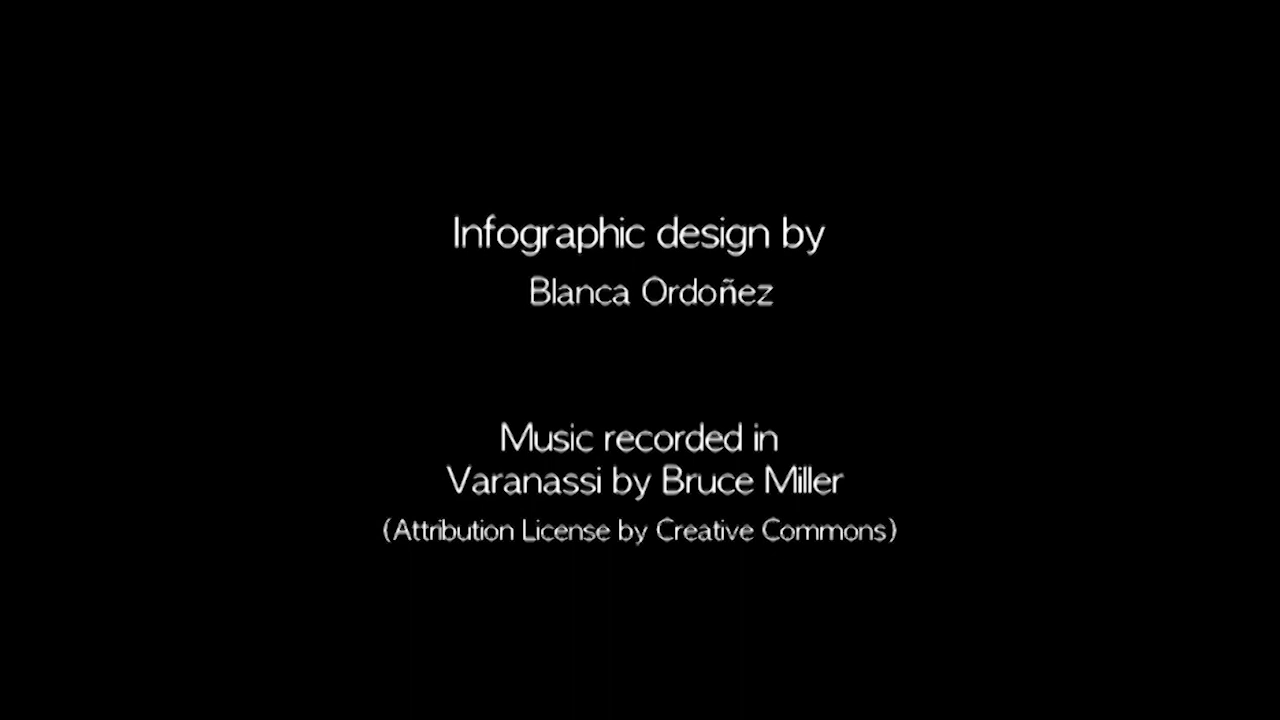 Infographic design by
Blanca Ordoñez
Music recorded in
Varanassi by Bruce Miller
(Attribution License by Creative Commons)